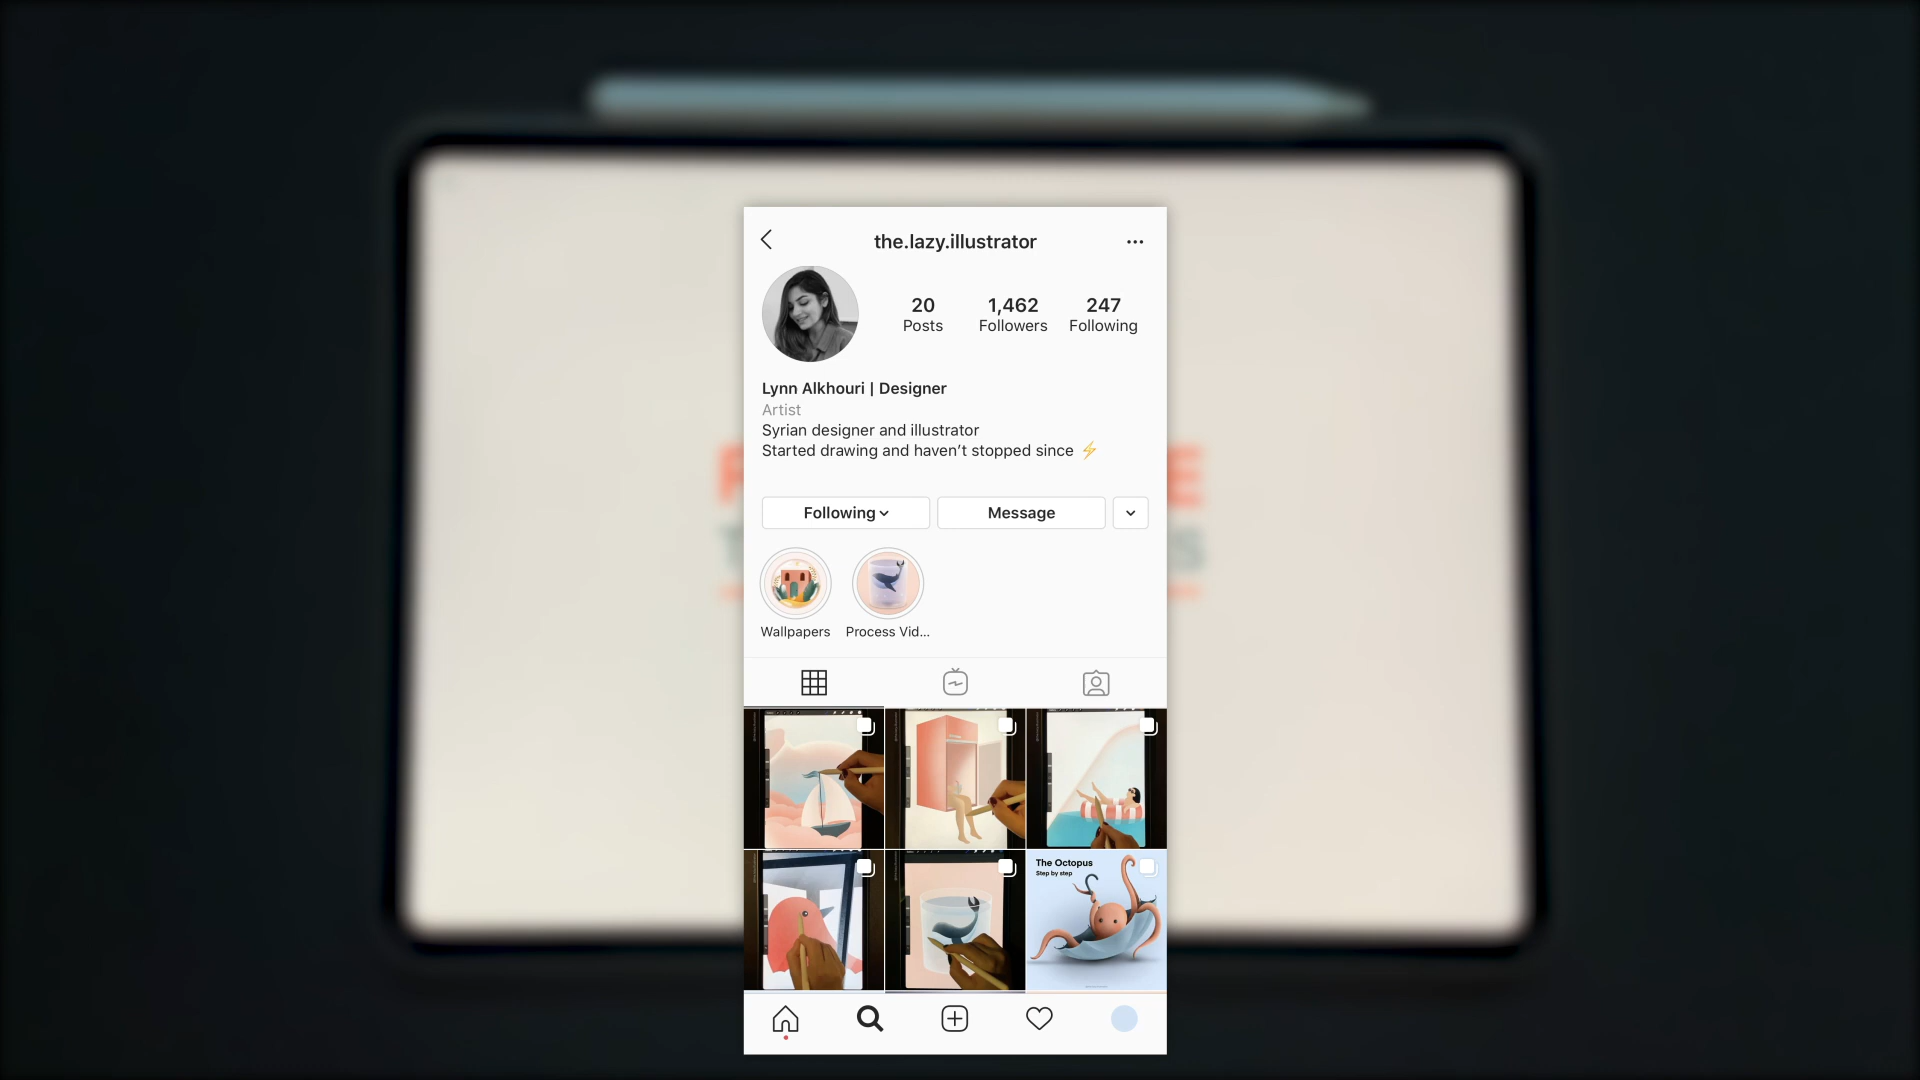 the.lazy.illustrator
20
Posts
1,462
Followers
247
Following
Lynn Alkhouri | Designer
Artist
Syrian designer and illustrator
Started drawing and haven’t stopped since ⚡
Following
Message
Wallpapers
Process Vid...
The Octopus
Step by step